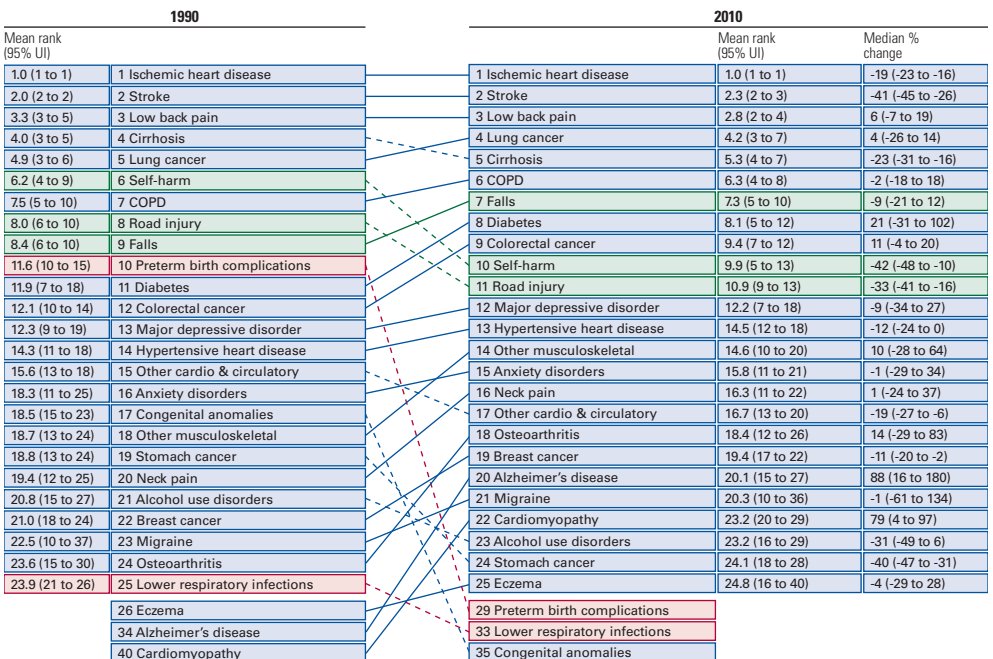 1990
2010
Mean rank
(95% UI)
Mean rank
(95% UI)
Median %
change
1.0 (1 to 1) 1 Ischemic heart disease 1 Ischemic heart disease 1.0 (1 to 1) -19 (-23 to -16)
2.0 (2 to 2) 2 Stroke 2 Stroke 2.3 (2 to 3) -41 (-45 to -26)
3.3 (3 to 5) 3 Low back pain 3 Low back pain 2.8 (2 to 4) 6 (-7 to 19)
4.0 (3 to 5) 4 Cirrhosis 4 Lung cancer 4.2 (3 to 7) 4 (-26 to 14)
4.9 (3 to 6) 5 Lung cancer 5 Cirrhosis 5.3 (4 to 7) -23 (-31 to -16)
6.2 (4 to 9) 6 Self-harm 6 COPD 6.3 (4 to 8) -2 (-18 to 18)
7.5 (5 to 10) 7 COPD 7 Falls 7.3 (5 to 10) -9 (-21 to 12)
8.0 (6 to 10) 8 Road injury 8 Diabetes 8.1 (5 to 12) 21 (-31 to 102)
8.4 (6 to 10) 9 Falls 9 Colorectal cancer 9.4 (7 to 12) 11 (-4 to 20)
11.6 (10 to 15) 10 Preterm birth complications 10 Self-harm 9.9 (5 to 13) -42 (-48 to -10)
11.9 (7 to 18) 11 Diabetes 11 Road injury 10.9 (9 to 13) -33 (-41 to -16)
12.1 (10 to 14) 12 Colorectal cancer 12 Major depressive disorder 12.2 (7 to 18) -9 (-34 to 27)
12.3 (9 to 19) 13 Major depressive disorder 13 Hypertensive heart disease 14.5 (12 to 18) -12 (-24 to 0)
14.3 (11 to 18) 14 Hypertensive heart disease 14 Other musculoskeletal 14.6 (10 to 20) 10 (-28 to 64)
15.6 (13 to 18) 15 Other cardio & circulatory 15 Anxiety disorders 15.8 (11 to 21) -1 (-29 to 34)
18.3 (11 to 25) 16 Anxiety disorders 16 Neck pain 16.3 (11 to 22) 1 (-24 to 37)
18.5 (15 to 23) 17 Congenital anomalies 17 Other cardio & circulatory 16.7 (13 to 20) -19 (-27 to -6)
18.7 (13 to 24) 18 Other musculoskeletal 18 Osteoarthritis 18.4 (12 to 26) 14 (-29 to 83)
18.8 (13 to 24) 19 Stomach cancer 19 Breast cancer 19.4 (17 to 22) -11 (-20 to -2)
19.4 (12 to 25) 20 Neck pain 20 Alzheimer's disease 20.1 (15 to 27) 88 (16 to 180)
20.8 (15 to 27) 21 Alcohol use disorders 21 Migraine 20.3 (10 to 36) -1 (-61 to 134)
21.0 (18 to 24) 22 Breast cancer 22 Cardiomyopathy 23.2 (20 to 29) 79 (4 to 97)
22.5 (10 to 37) 23 Migraine 23 Alcohol use disorders 23.2 (16 to 29) -31 (-49 to 6)
23.6 (15 to 30) 24 Osteoarthritis 24 Stomach cancer 24.1 (18 to 28) -40 (-47 to -31)
23.9 (21 to 26) 25 Lower respiratory infections 25 Eczema 24.8 (16 to 40) -4 (-29 to 28)
26 Eczema 29 Preterm birth complications
34 Alzheimer's disease 33 Lower respiratory infections
40 Cardiomyopathy 35 Congenital anomalies